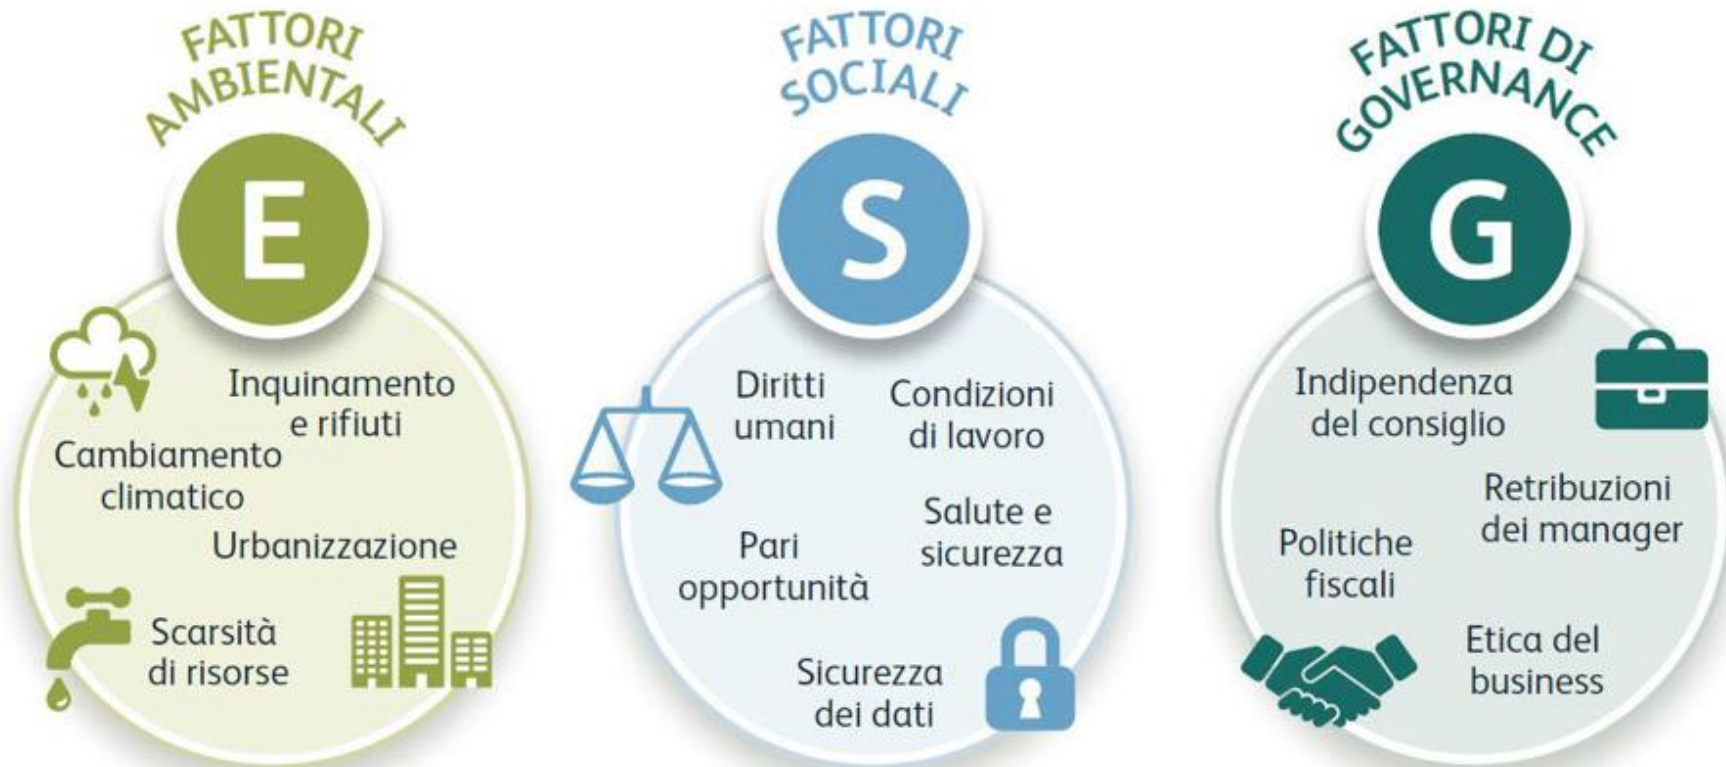 FATTORI
AMBIENTALI
E
Inquinamento
e rifiuti
Cambiamento
climatico
Urbanizzazione
Scarsità
di risorse
FATTORI
SOCIALI
S
Diritti
umani
Condizioni
di lavoro
Salute e
sicurezza
Pari
opportunità
Sicurezza
dei dati
FATTORI DI
GOVERNANCE
G
Indipendenza
del consiglio
Retribuzioni
dei manager
Politiche
fiscali
Etica del
business